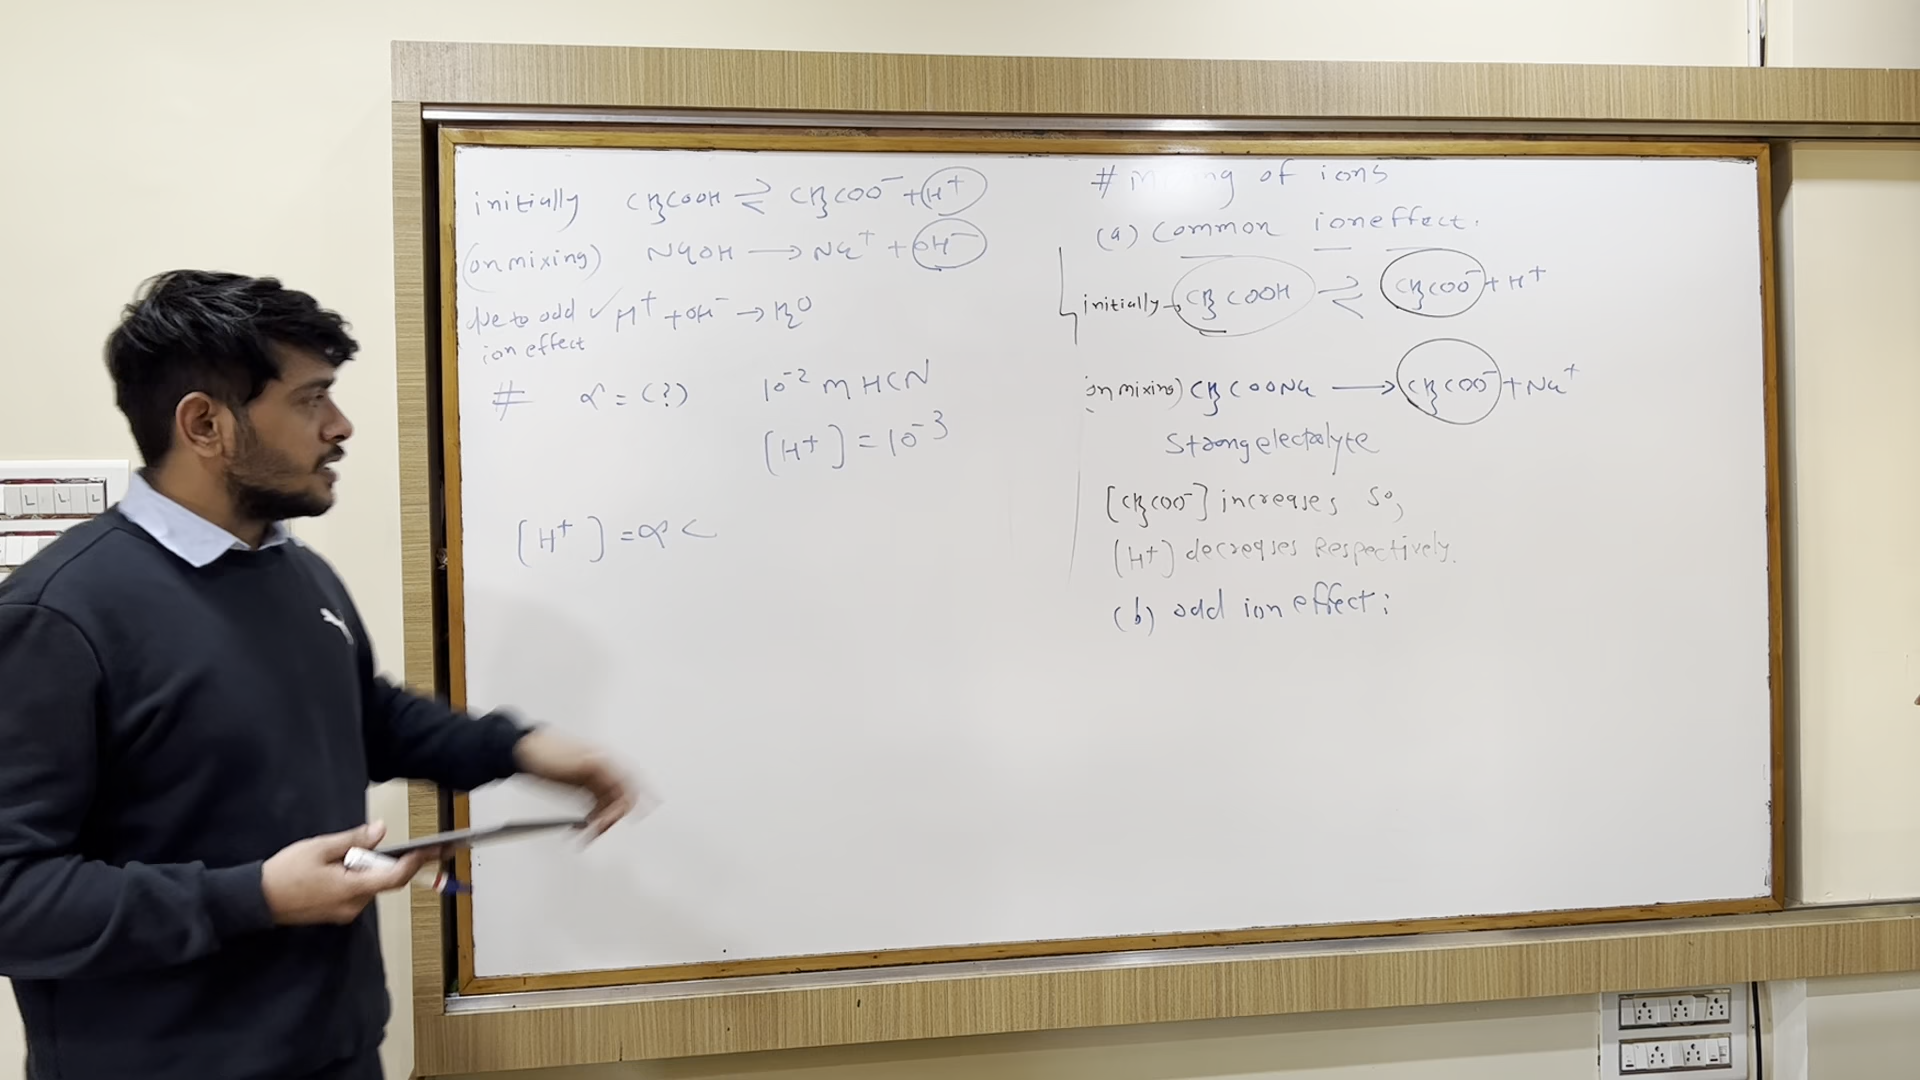 initially CH3COOH ⇌ CH3COO⁻ + H⁺
(on mixing) NaOH → Na⁺ + OH⁻
due to odd ✓ H⁺ + OH⁻ → H2O
ion effect
# α = (?) 10⁻² M HCN
[H⁺] = 10⁻³
[H⁺] = α C
# of ions
(a) Common ion effect.
initially → CH3COOH ⇌ CH3COO⁻ + H⁺
on mixing) CH3COONa → CH3COO⁻ + Na⁺
Strong electrolyte
[CH3COO⁻] increases So,
[H⁺] decreases Respectively.
(b) odd ion effect :